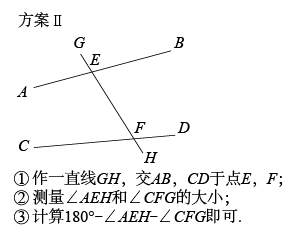 方案Ⅱ
G
E
B
A
F
D
C
H
①作一直线GH，交AB，CD于点E，F；
②测量∠AEH和∠CFG的大小；
③计算180°-∠AEH-∠CFG即可.